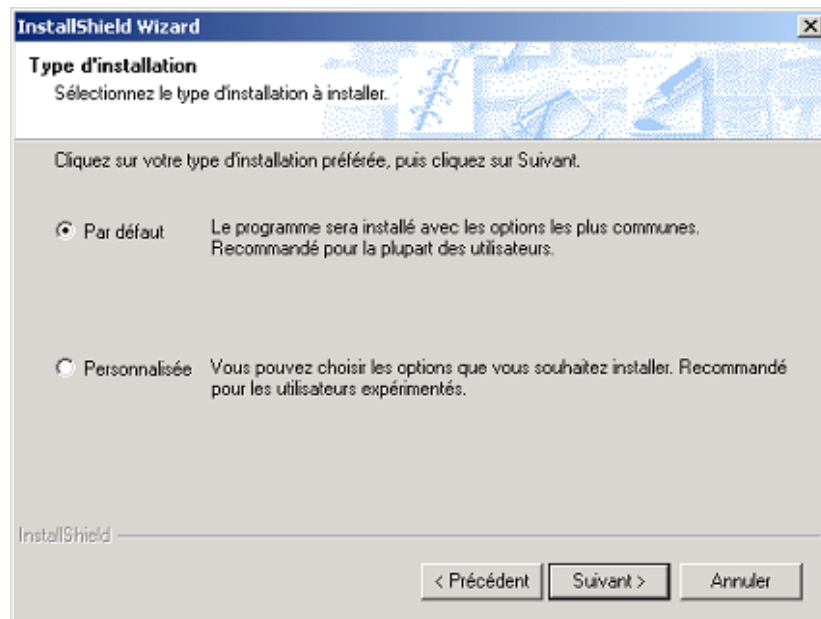 InstallShield Wizard
Type d'installation
Sélectionnez le type d'installation à installer.
Cliquez sur votre type d'installation préférée, puis cliquez sur Suivant.
Par défaut
Le programme sera installé avec les options les plus communes.
Recommandé pour la plupart des utilisateurs.
Personnalisée
Vous pouvez choisir les options que vous souhaitez installer. Recommandé
pour les utilisateurs expérimentés.
InstallShield
< Précédent
Suivant >
Annuler